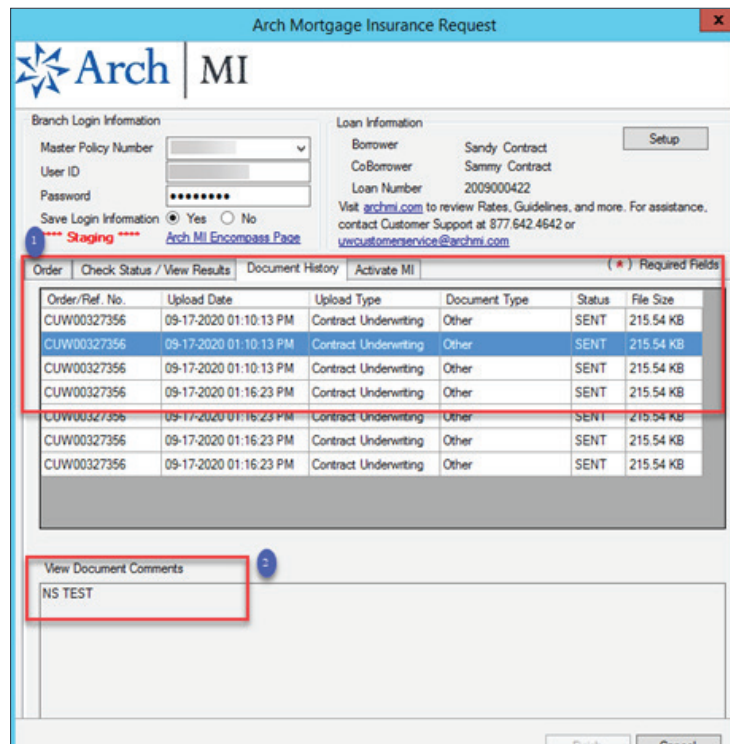 Arch Mortgage Insurance Request
x
Arch | MI
Branch Login Information
Master Policy Number
User ID
Password ••••••••
Save Login Information Yes No
**** Staging **** Arch MI Encompass Page
Loan Information
Borrower Sandy Contract
CoBorrower Sammy Contract
Loan Number 2009000422
Setup
Visit archmi.com to review Rates, Guidelines, and more. For assistance,
contact Customer Support at 877.642.4642 or
uwcustomerservice@archmi.com
1
Order Check Status / View Results Document History Activate MI
( * ) Required Fields
Order/Ref. No. Upload Date Upload Type Document Type Status File Size
CUW00327356 09-17-2020 01:10:13 PM Contract Underwriting Other SENT 215.54 KB
CUW00327356 09-17-2020 01:10:13 PM Contract Underwriting Other SENT 215.54 KB
CUW00327356 09-17-2020 01:10:13 PM Contract Underwriting Other SENT 215.54 KB
CUW00327356 09-17-2020 01:16:23 PM Contract Underwriting Other SENT 215.54 KB
CUW00327356 09-17-2020 01:16:23 PM Contract Underwriting Other SENT 215.54 KB
CUW00327356 09-17-2020 01:16:23 PM Contract Underwriting Other SENT 215.54 KB
CUW00327356 09-17-2020 01:16:23 PM Contract Underwriting Other SENT 215.54 KB
View Document Comments
2
NS TEST
Cancel